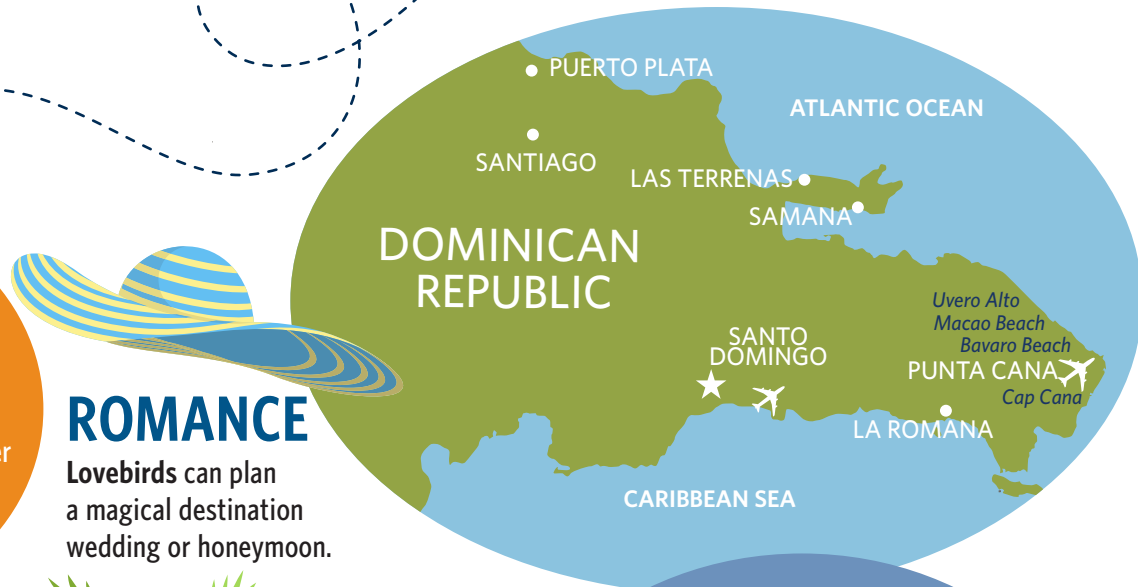 PUERTO PLATA
ATLANTIC OCEAN
SANTIAGO
LAS TERRENAS
SAMANA
DOMINICAN
REPUBLIC
Uvero Alto
Macao Beach
Bavaro Beach
SANTO
DOMINGO
PUNTA CANA
Cap Cana
LA ROMANA
CARIBBEAN SEA
ROMANCE
Lovebirds can plan
a magical destination
wedding or honeymoon.